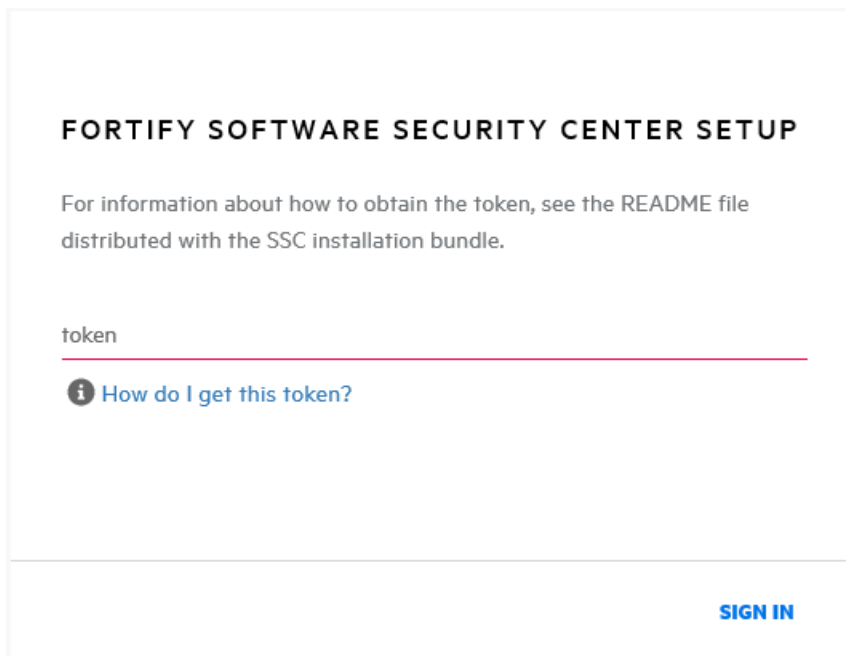 FORTIFY SOFTWARE SECURITY CENTER SETUP
For information about how to obtain the token, see the README file
distributed with the SSC installation bundle.
token
How do I get this token?
SIGN IN